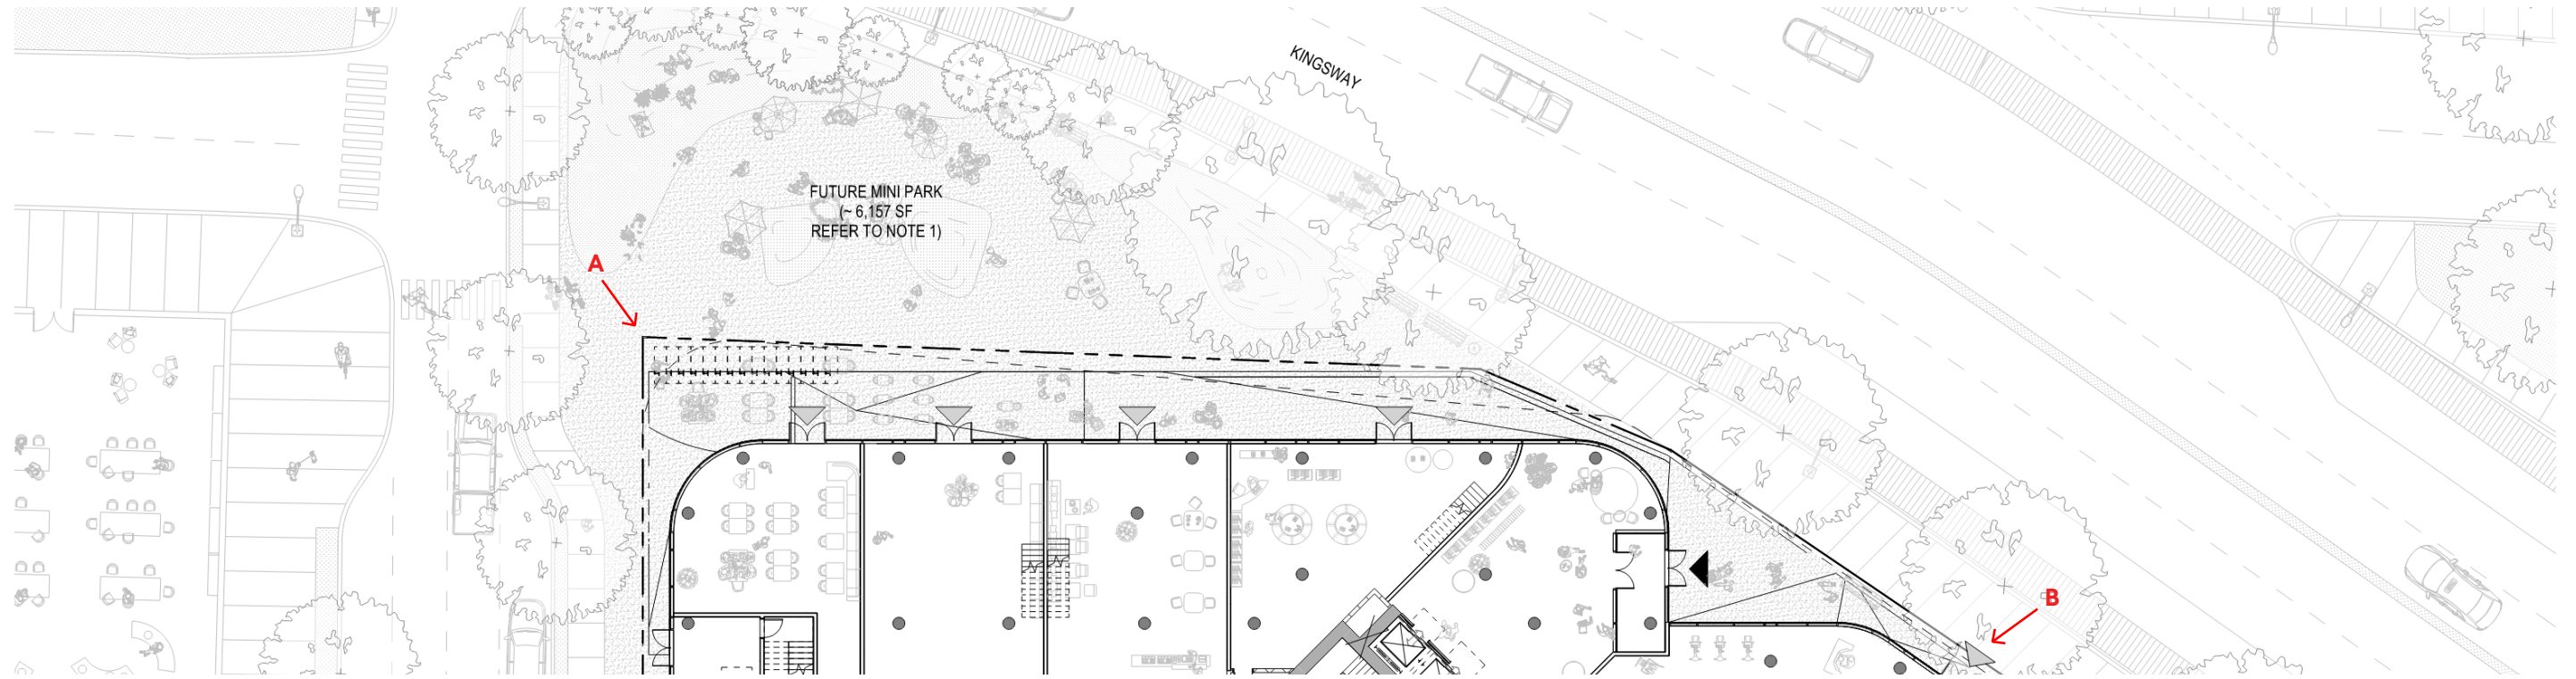 KINGSWAY
FUTURE MINI PARK
(~ 6,157 SF
REFER TO NOTE 1)
A
B